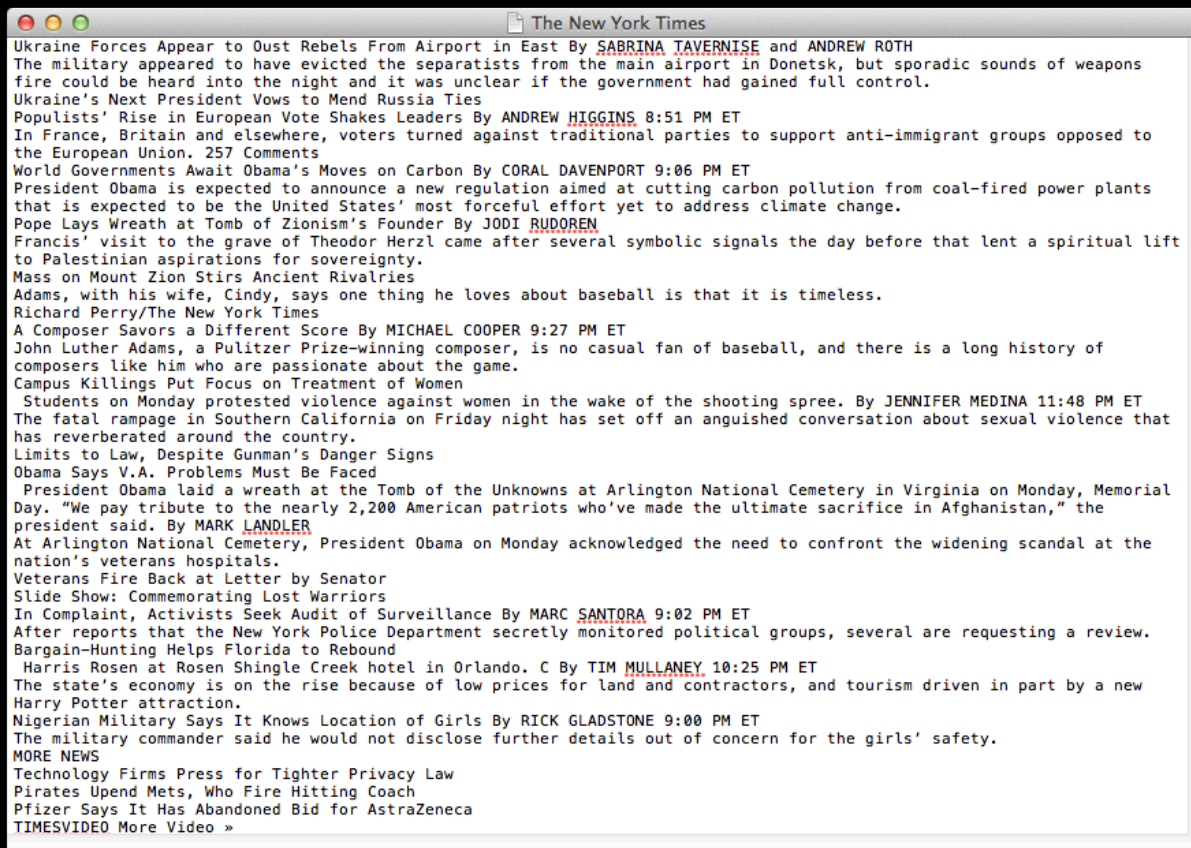 The New York Times
Ukraine Forces Appear to Oust Rebels From Airport in East By SABRINA TAVERNISE and ANDREW ROTH
The military appeared to have evicted the separatists from the main airport in Donetsk, but sporadic sounds of weapons
fire could be heard into the night and it was unclear if the government had gained full control.
Ukraine’s Next President Vows to Mend Russia Ties
Populists’ Rise in European Vote Shakes Leaders By ANDREW HIGGINS 8:51 PM ET
In France, Britain and elsewhere, voters turned against traditional parties to support anti-immigrant groups opposed to
the European Union. 257 Comments
World Governments Await Obama’s Moves on Carbon By CORAL DAVENPORT 9:06 PM ET
President Obama is expected to announce a new regulation aimed at cutting carbon pollution from coal-fired power plants
that is expected to be the United States’ most forceful effort yet to address climate change.
Pope Lays Wreath at Tomb of Zionism’s Founder By JODI RUDOREN
Francis’ visit to the grave of Theodor Herzl came after several symbolic signals the day before that lent a spiritual lift
to Palestinian aspirations for sovereignty.
Mass on Mount Zion Stirs Ancient Rivalries
Adams, with his wife, Cindy, says one thing he loves about baseball is that it is timeless.
Richard Perry/The New York Times
A Composer Savors a Different Score By MICHAEL COOPER 9:27 PM ET
John Luther Adams, a Pulitzer Prize-winning composer, is no casual fan of baseball, and there is a long history of
composers like him who are passionate about the game.
Campus Killings Put Focus on Treatment of Women
Students on Monday protested violence against women in the wake of the shooting spree. By JENNIFER MEDINA 11:48 PM ET
The fatal rampage in Southern California on Friday night has set off an anguished conversation about sexual violence that
has reverberated around the country.
Limits to Law, Despite Gunman’s Danger Signs
Obama Says V.A. Problems Must Be Faced
President Obama laid a wreath at the Tomb of the Unknowns at Arlington National Cemetery in Virginia on Monday, Memorial
Day. “We pay tribute to the nearly 2,200 American patriots who’ve made the ultimate sacrifice in Afghanistan,” the
president said. By MARK LANDLER
At Arlington National Cemetery, President Obama on Monday acknowledged the need to confront the widening scandal at the
nation’s veterans hospitals.
Veterans Fire Back at Letter by Senator
Slide Show: Commemorating Lost Warriors
In Complaint, Activists Seek Audit of Surveillance By MARC SANTORA 9:02 PM ET
After reports that the New York Police Department secretly monitored political groups, several are requesting a review.
Bargain-Hunting Helps Florida to Rebound
Harris Rosen at Rosen Shingle Creek hotel in Orlando. C By TIM MULLANEY 10:25 PM ET
The state’s economy is on the rise because of low prices for land and contractors, and tourism driven in part by a new
Harry Potter attraction.
Nigerian Military Says It Knows Location of Girls By RICK GLADSTONE 9:00 PM ET
The military commander said he would not disclose further details out of concern for the girls’ safety.
MORE NEWS
Technology Firms Press for Tighter Privacy Law
Pirates Upend Mets, Who Fire Hitting Coach
Pfizer Says It Has Abandoned Bid for AstraZeneca
TIMESVIDEO More Video »